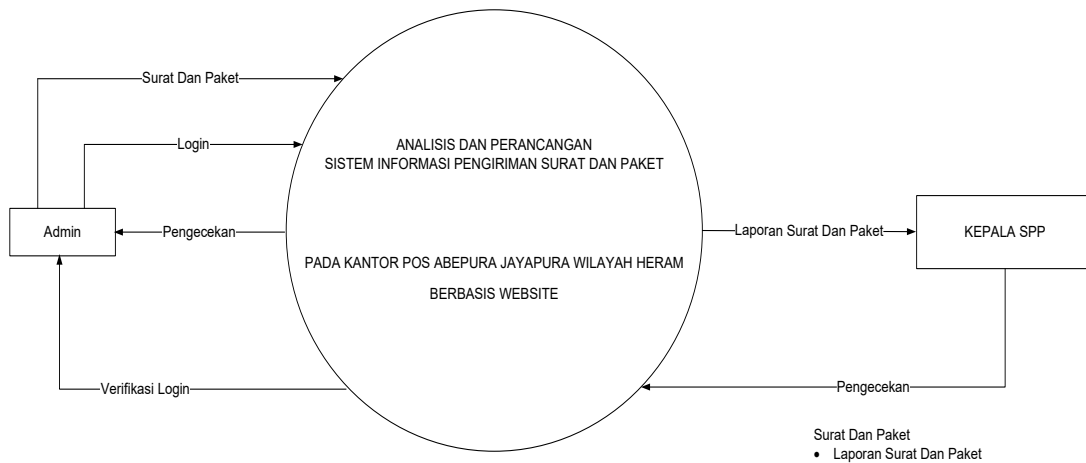 Surat Dan Paket
Login
ANALISIS DAN PERANCANGAN
SISTEM INFORMASI PENGIRIMAN SURAT DAN PAKET
Admin
Pengecekan
Laporan Surat Dan Paket
KEPALA SPP
PADA KANTOR POS ABEPURA JAYAPURA WILAYAH HERAM
BERBASIS WEBSITE
Verifikasi Login
Pengecekan
Surat Dan Paket
• Laporan Surat Dan Paket